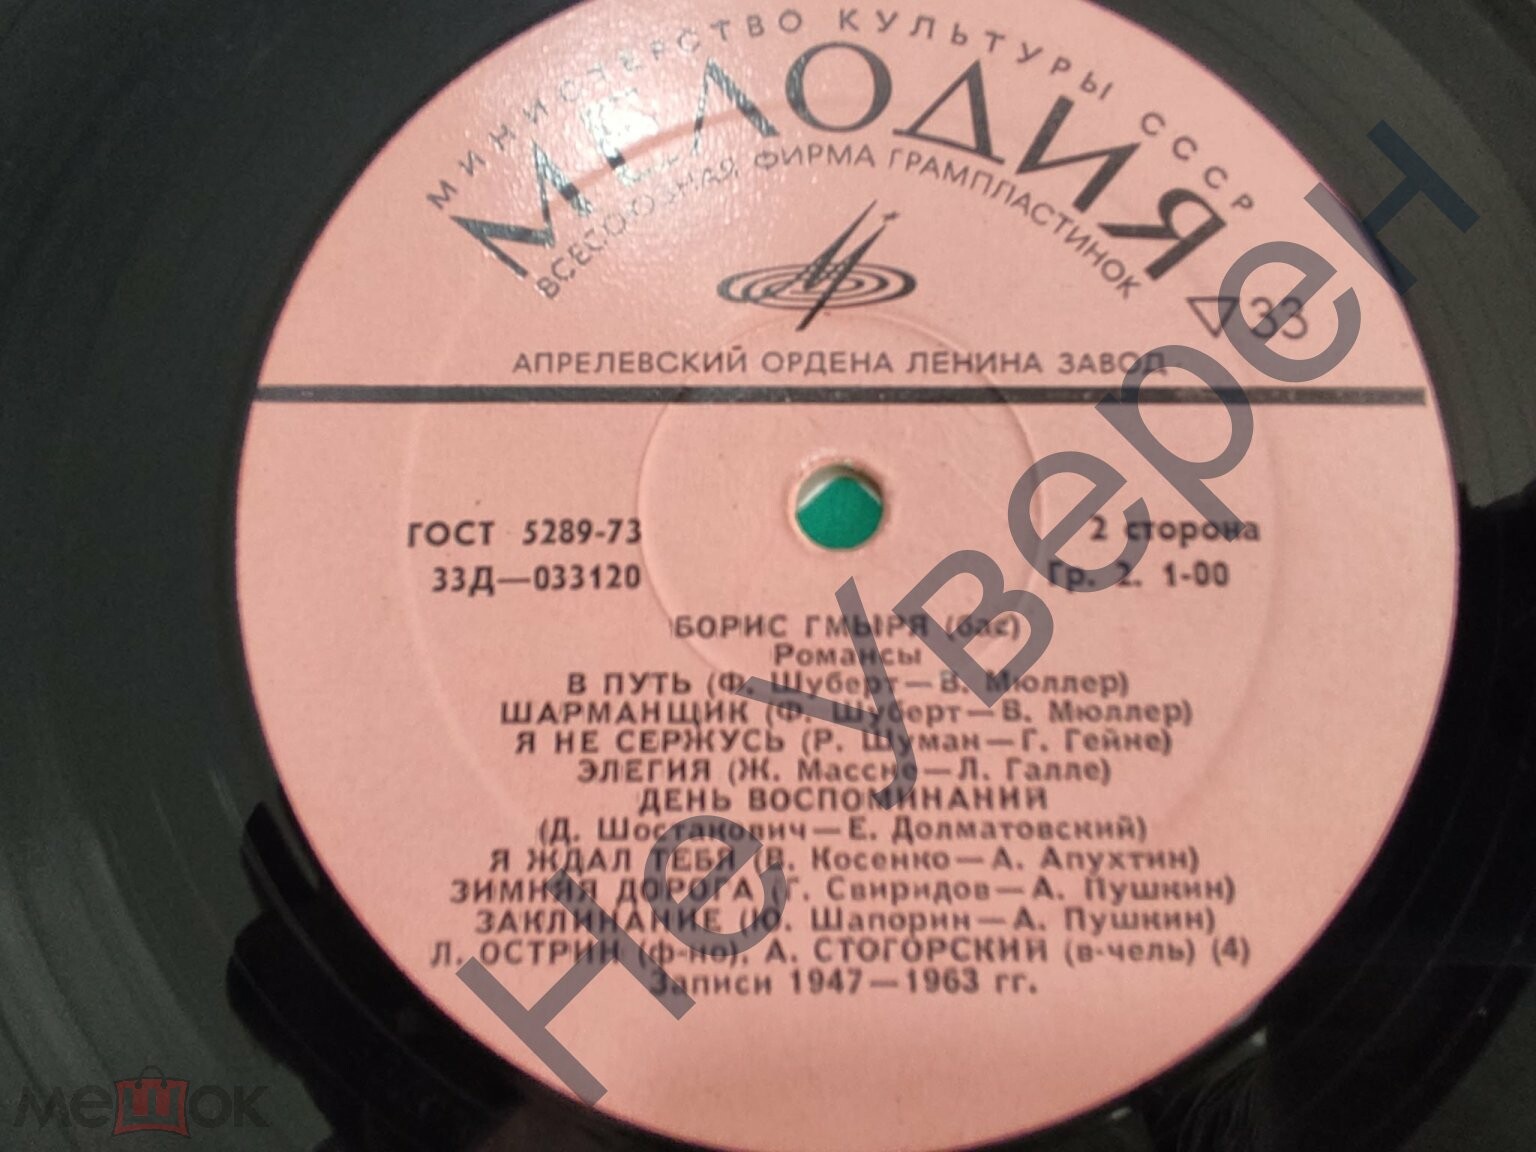 МИНИСТЕРСТВО КУЛЬТУРЫ СССР
МЕЛОДИЯ
ВСЕСОЮЗНАЯ ФИРМА ГРАМПЛАСТИНОК
33
АПРЕЛЕВСКИЙ ОРДЕНА ЛЕНИНА ЗАВОД
ГОСТ 5289-73 2 сторона
33Д—033120 Гр. 2. 1-00
БОРИС ГМЫРЯ (бас)
Романсы
В ПУТЬ (Ф. Шуберт—В. Мюллер)
ШАРМАНЩИК (Ф. Шуберт—В. Мюллер)
Я НЕ СЕРЖУСЬ (Р. Шуман—Г. Гейне)
ЭЛЕГИЯ (Ж. Массне—Л. Галле)
ДЕНЬ ВОСПОМИНАНИЙ
(Д. Шостакович—Е. Долматовский)
Я ЖДАЛ ТЕБЯ (В. Косенко—А. Апухтин)
ЗИМНЯЯ ДОРОГА (Г. Свиридов—А. Пушкин)
ЗАКЛИНАНИЕ (Ю. Шапорин—А. Пушкин)
Л. ОСТРИН (ф-но), А. СТОГОРСКИЙ (в-чель) (4)
Записи 1947—1963 гг.
Не Уверен
мешок